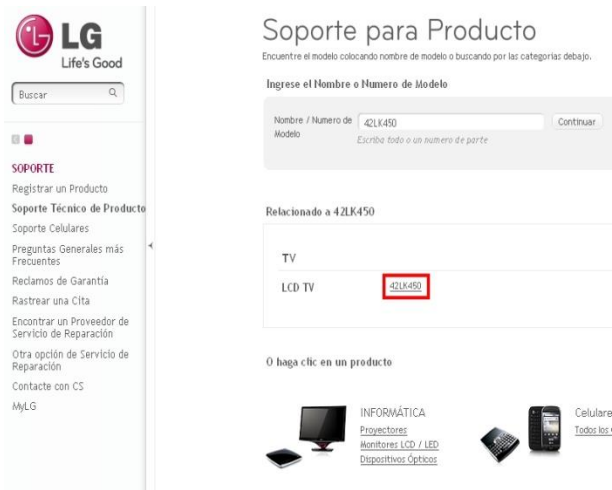 LG
Life's Good
Buscar
SOPORTE
Registrar un Producto
Soporte Técnico de Producto
Soporte Celulares
Preguntas Generales más
Frecuentes
Reclamos de Garantía
Rastrear una Cita
Encontrar un Proveedor de
Servicio de Reparación
Otra opción de Servicio de
Reparación
Contacte con CS
MyLG
Soporte para Producto
Encuentre el modelo colocando nombre de modelo o buscando por las categorias debajo.
Ingrese el Nombre o Numero de Modelo
Nombre / Numero de
Modelo
42LK450
Continuar
Escriba todo o un numero de parte
Relacionado a 42LK450
TV
LCD TV
42LK450
O haga clic en un producto
INFORMÁTICA
Proyectores
Monitores LCD / LED
Dispositivos Ópticos
Celulare
Todos los